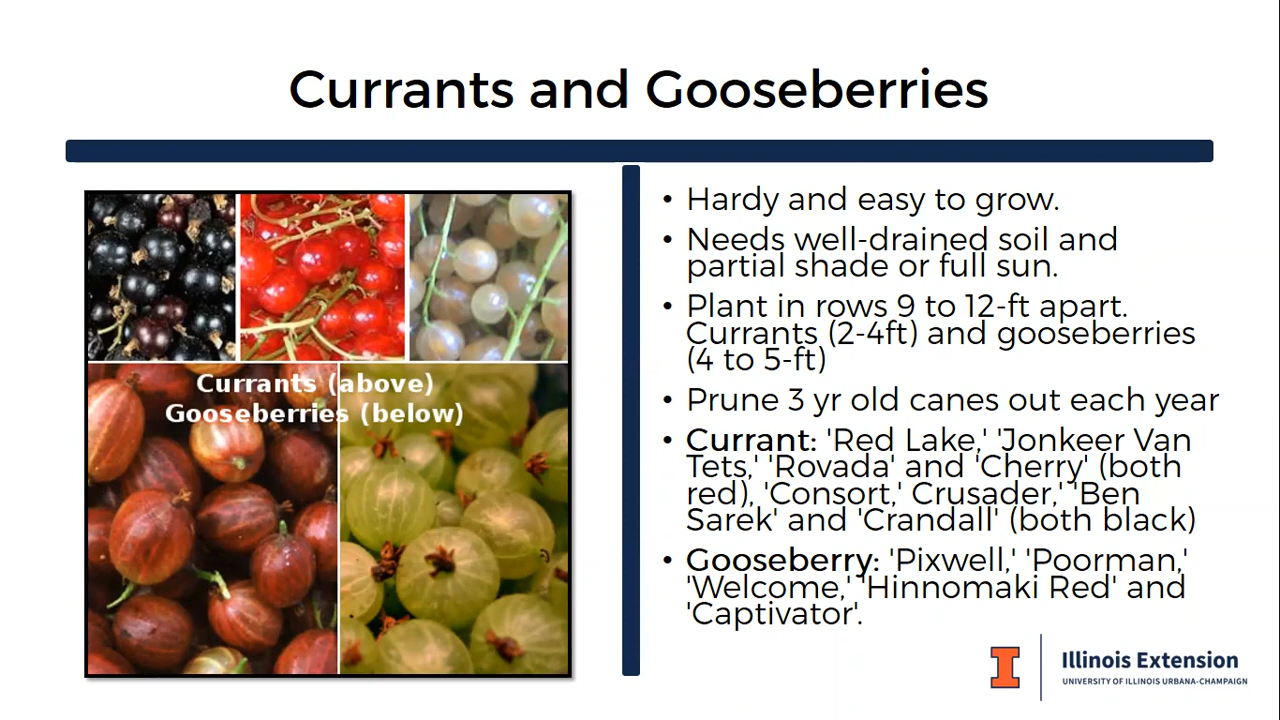 Currants and Gooseberries
Currants (above)
Gooseberries (below)
• Hardy and easy to grow.
• Needs well-drained soil and
partial shade or full sun.
• Plant in rows 9 to 12-ft apart.
Currants (2-4ft) and gooseberries
(4 to 5-ft)
• Prune 3 yr old canes out each year
• Currant: 'Red Lake,' 'Jonkeer Van
Tets,' 'Rovada' and 'Cherry' (both
red), 'Consort,' Crusader,' 'Ben
Sarek' and 'Crandall' (both black)
• Gooseberry: 'Pixwell,' 'Poorman,'
'Welcome,' 'Hinnomaki Red' and
'Captivator'.
I
Illinois Extension
UNIVERSITY OF ILLINOIS URBANA-CHAMPAIGN